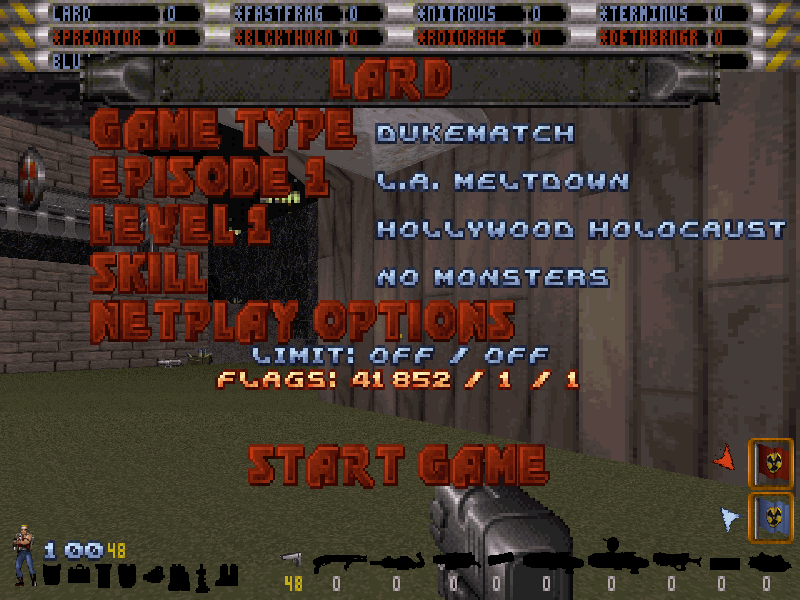 LARD 0 *FASTFRAG 0 *NITROUS 0 *TERMINUS 0
*PREDATOR 0 *BLCKTHORN 0 *ROIDRAGE 0 *DETHBRNGR 0
BLU
LARD
GAME TYPE DUKEMATCH
EPISODE 1 L.A. MELTDOWN
LEVEL 1 HOLLYWOOD HOLOCAUST
SKILL NO MONSTERS
NETPLAY OPTIONS
LIMIT: OFF / OFF
FLAGS: 41852 / 1 / 1
START GAME
100 48
48 0 0 0 0 0 0 0 0 0